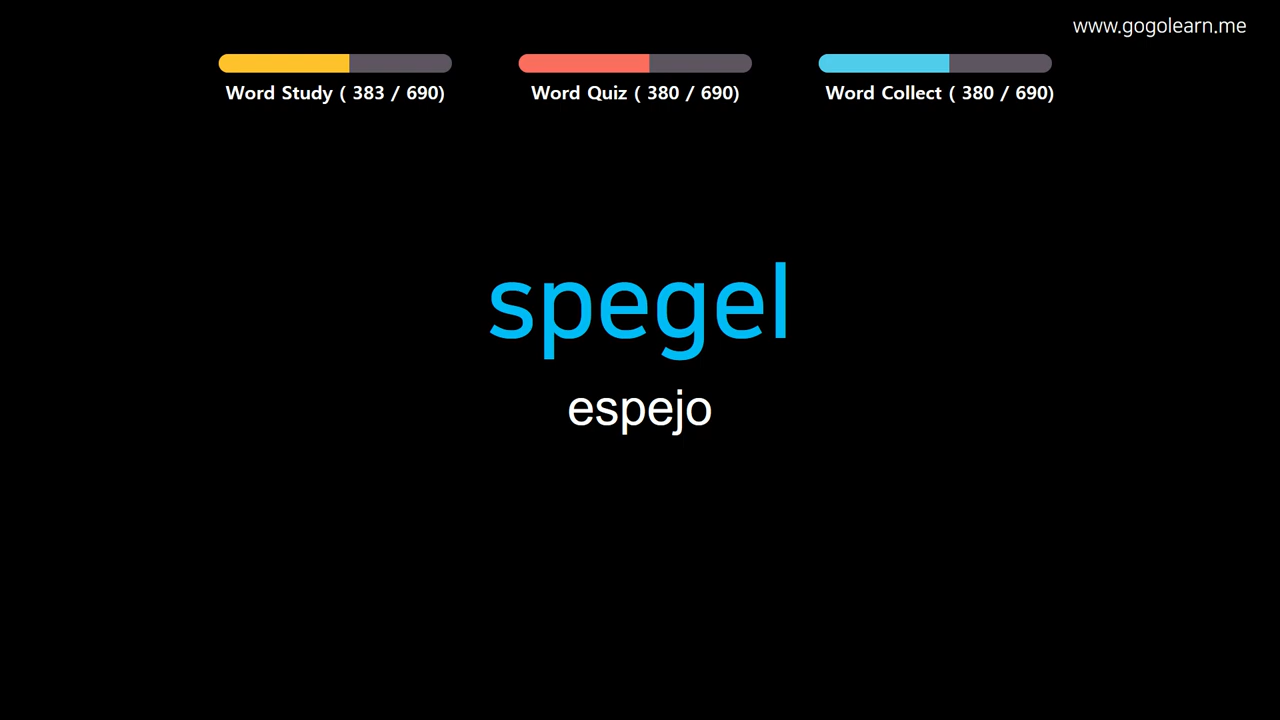 www.gogolearn.me
Word Study ( 383 / 690)
Word Quiz ( 380 / 690)
Word Collect ( 380 / 690)
spegel
espejo